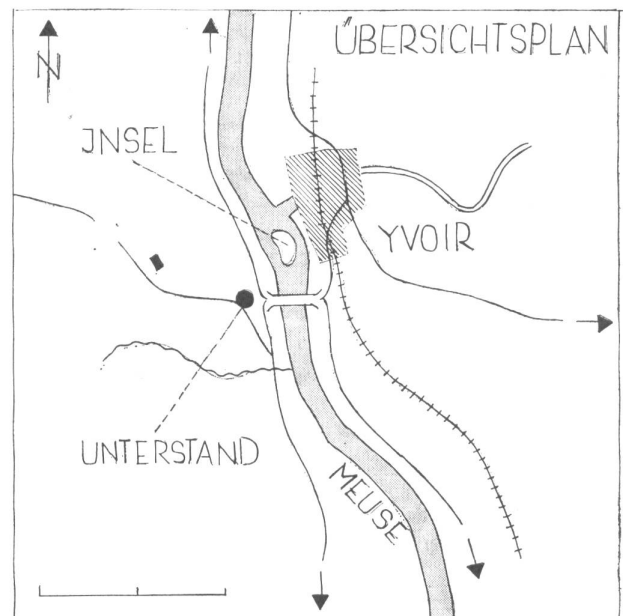 ÜBERSICHTSPLAN
N
JNSEL
YVOIR
UNTERSTAND
MEUSE